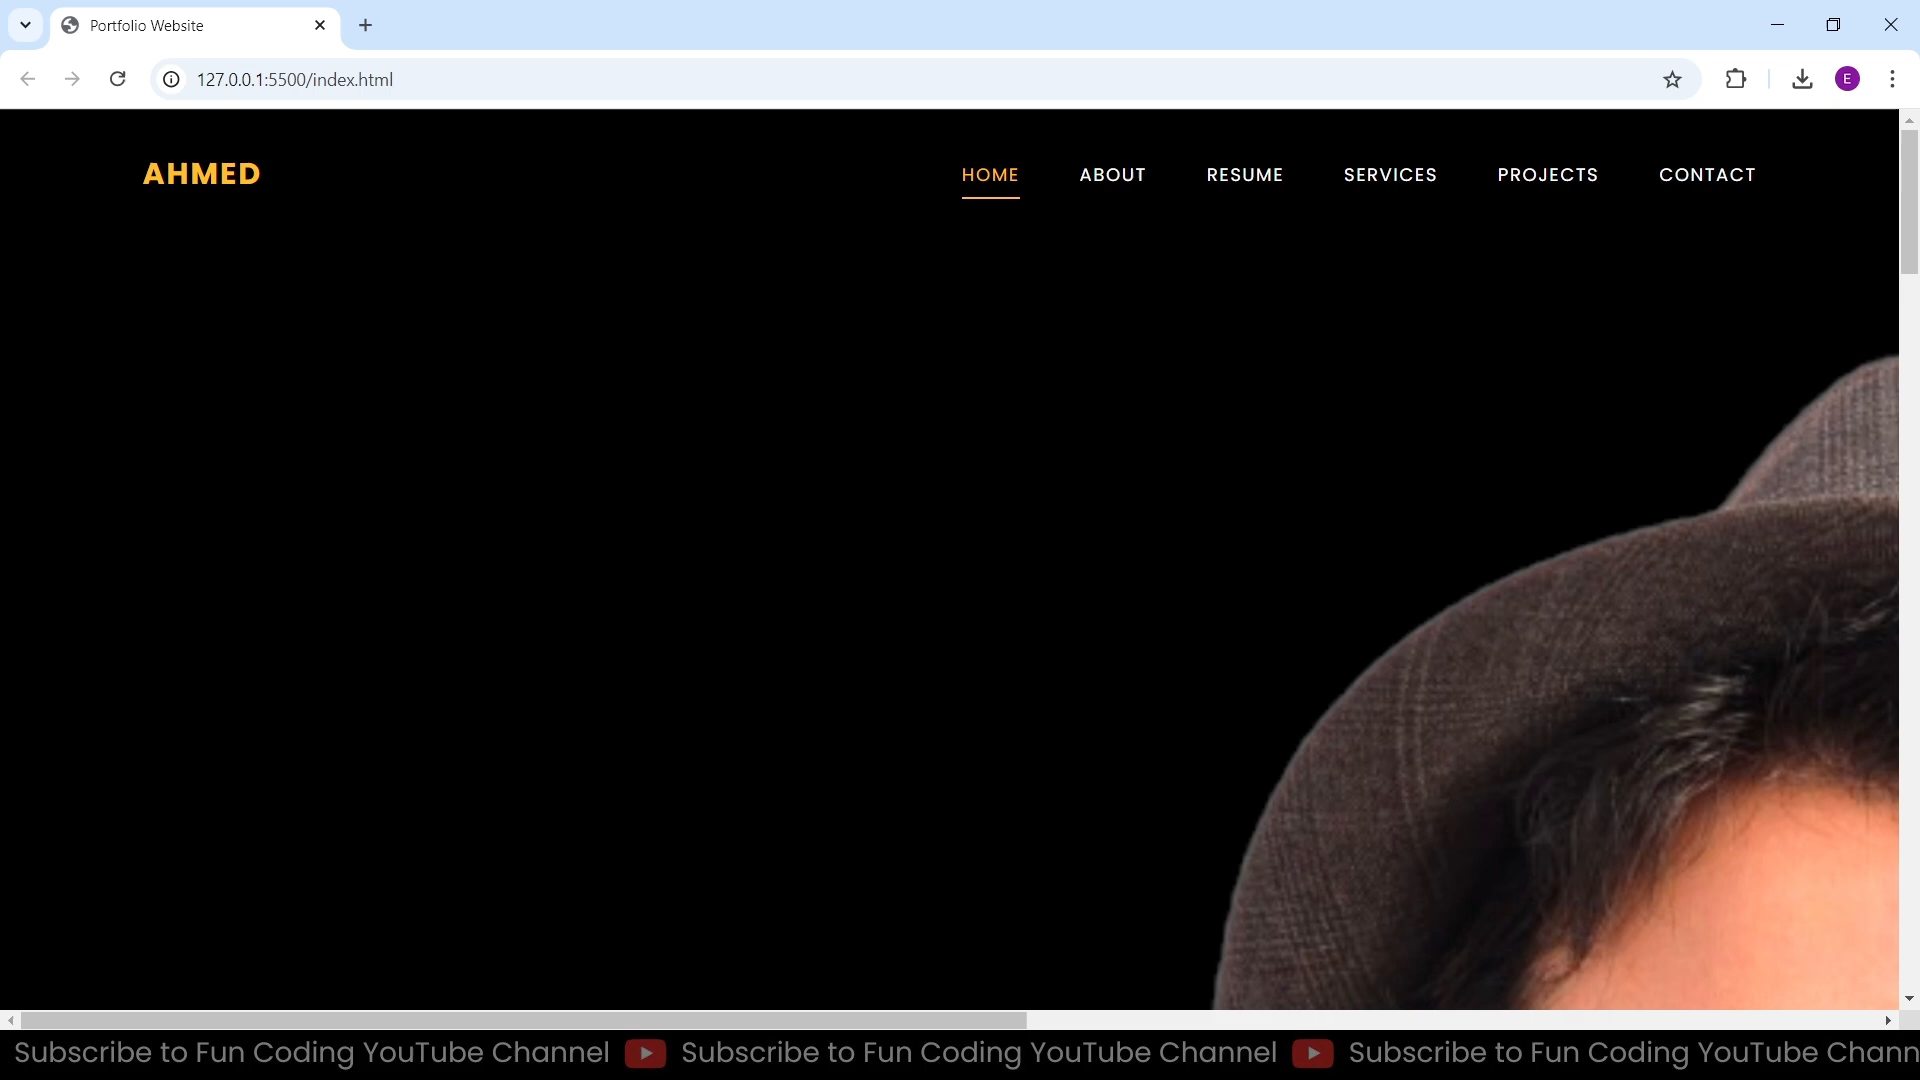 Portfolio Website
127.0.0.1:5500/index.html
E
AHMED
HOME ABOUT RESUME SERVICES PROJECTS CONTACT
Subscribe to Fun Coding YouTube Channel Subscribe to Fun Coding YouTube Channel Subscribe to Fun Coding YouTube Chann